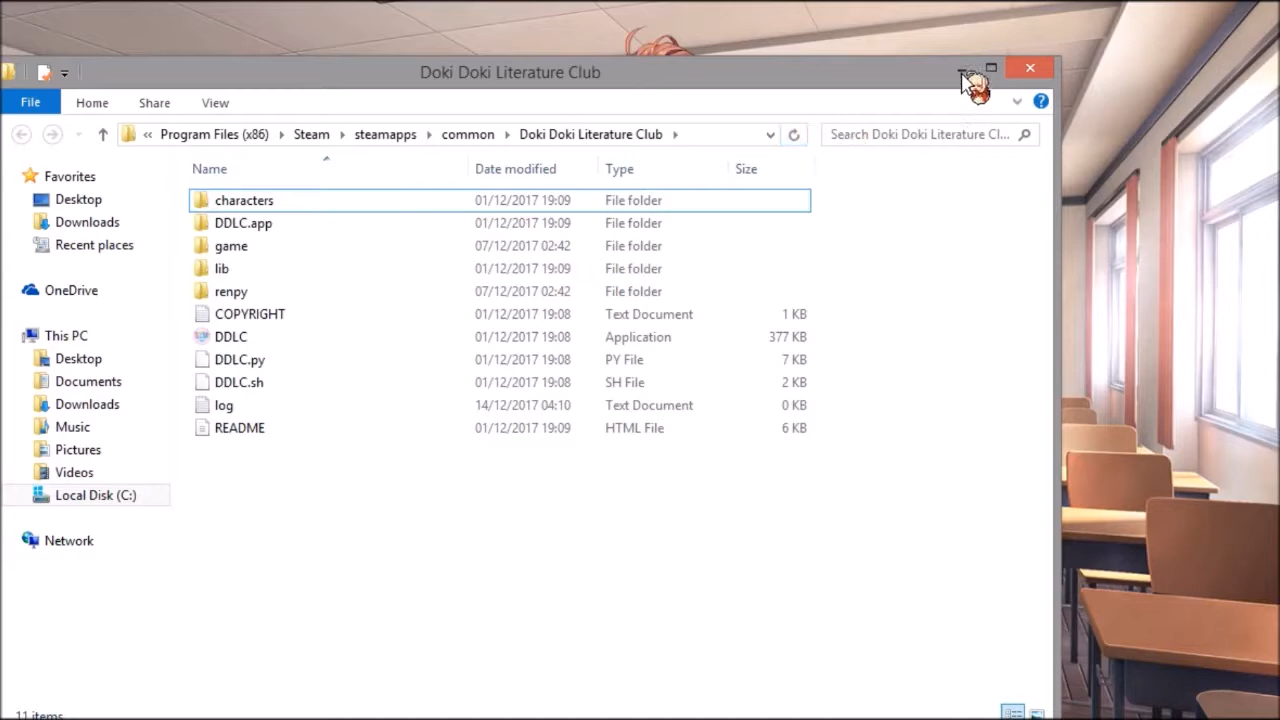 Doki Doki Literature Club
File Home Share View
« Program Files (x86) Steam steamapps common Doki Doki Literature Club Search Doki Doki Literature Cl...
Name Date modified Type Size
Favorites
Desktop
Downloads
Recent places
OneDrive
This PC
Desktop
Documents
Downloads
Music
Pictures
Videos
Local Disk (C:)
Network
characters 01/12/2017 19:09 File folder
DDLC.app 01/12/2017 19:09 File folder
game 07/12/2017 02:42 File folder
lib 01/12/2017 19:09 File folder
renpy 07/12/2017 02:42 File folder
COPYRIGHT 01/12/2017 19:08 Text Document 1 KB
DDLC 01/12/2017 19:08 Application 377 KB
DDLC.py 01/12/2017 19:08 PY File 7 KB
DDLC.sh 01/12/2017 19:08 SH File 2 KB
log 14/12/2017 04:10 Text Document 0 KB
README 01/12/2017 19:09 HTML File 6 KB
11 items